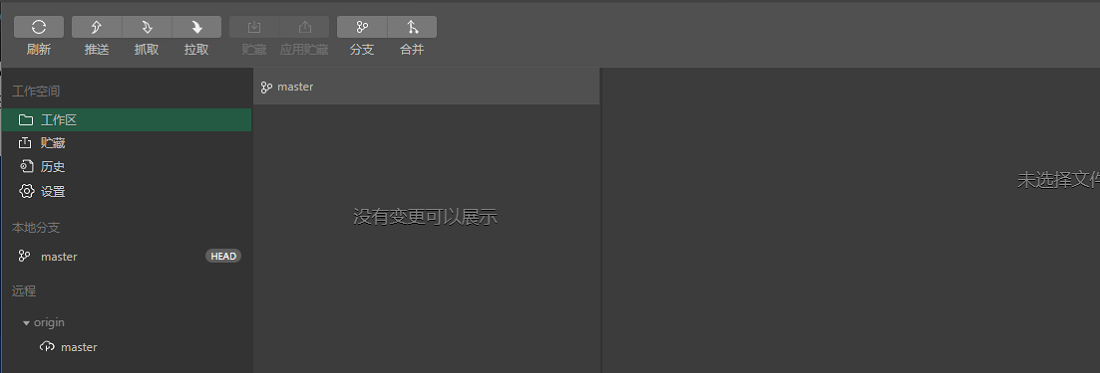 刷新 推送 抓取 拉取 贮藏 应用贮藏 分支 合并
工作空间
工作区
贮藏
历史
设置
本地分支
master HEAD
远程
origin
master
master
没有变更可以展示
未选择文件